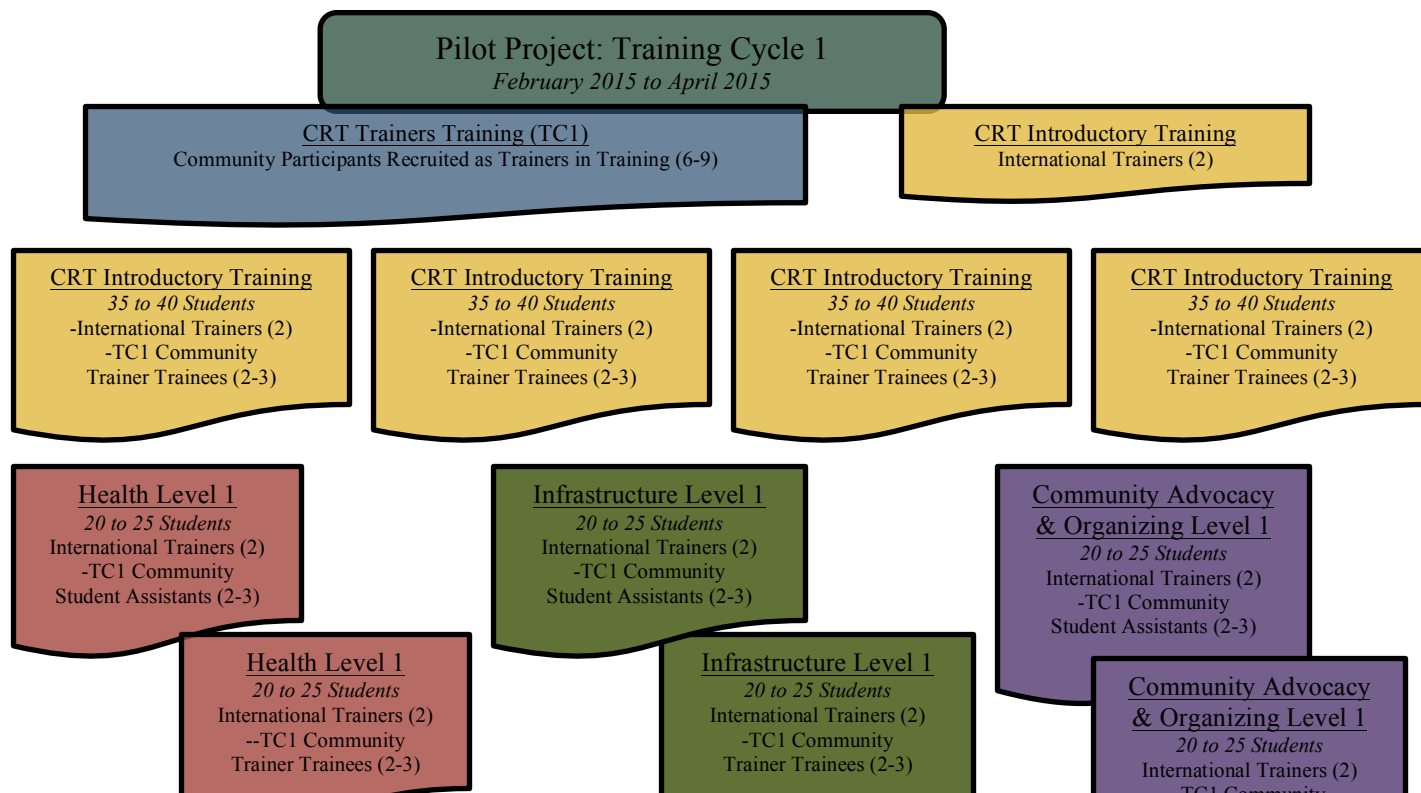 Pilot Project: Training Cycle 1
February 2015 to April 2015
CRT Trainers Training (TC1)
Community Participants Recruited as Trainers in Training (6-9)
CRT Introductory Training
International Trainers (2)
CRT Introductory Training
35 to 40 Students
-International Trainers (2)
-TC1 Community
Trainer Trainees (2-3)
CRT Introductory Training
35 to 40 Students
-International Trainers (2)
-TC1 Community
Trainer Trainees (2-3)
CRT Introductory Training
35 to 40 Students
-International Trainers (2)
-TC1 Community
Trainer Trainees (2-3)
CRT Introductory Training
35 to 40 Students
-International Trainers (2)
-TC1 Community
Trainer Trainees (2-3)
Health Level 1
20 to 25 Students
International Trainers (2)
-TC1 Community
Student Assistants (2-3)
Health Level 1
20 to 25 Students
International Trainers (2)
--TC1 Community
Trainer Trainees (2-3)
Infrastructure Level 1
20 to 25 Students
International Trainers (2)
-TC1 Community
Student Assistants (2-3)
Infrastructure Level 1
20 to 25 Students
International Trainers (2)
-TC1 Community
Trainer Trainees (2-3)
Community Advocacy
& Organizing Level 1
20 to 25 Students
International Trainers (2)
-TC1 Community
Student Assistants (2-3)
Community Advocacy
& Organizing Level 1
20 to 25 Students
International Trainers (2)
-TC1 Community